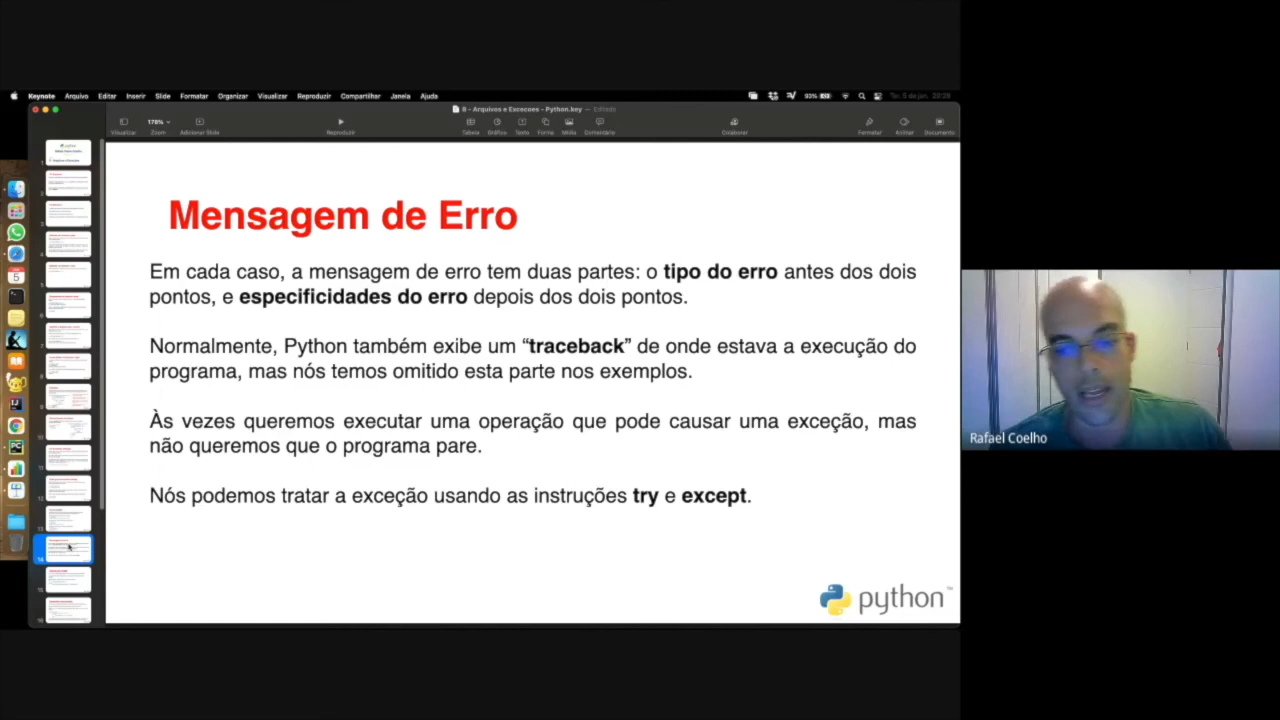 Keynote Arquivo Editar Inserir Slide Formatar Organizar Visualizar Reproduzir Compartilhar Janela Ajuda 93%
8 - Arquivos e Excecoes - Python.key — Editado
178%
Visualizar Zoom Adicionar Slide Reproduzir Tabela Gráfico Texto Forma Mídia Comentário Colaborar Formatar Animar Documento
Mensagem de Erro
Em cada caso, a mensagem de erro tem duas partes: o tipo do erro antes dos dois
pontos, e especificidades do erro depois dos dois pontos.
Normalmente, Python também exibe um “traceback” de onde estava a execução do
programa, mas nós temos omitido esta parte nos exemplos.
Às vezes queremos executar uma operação que pode causar uma exceção, mas
não queremos que o programa pare.
Nós podemos tratar a exceção usando as instruções try e except.
python
Rafael Coelho